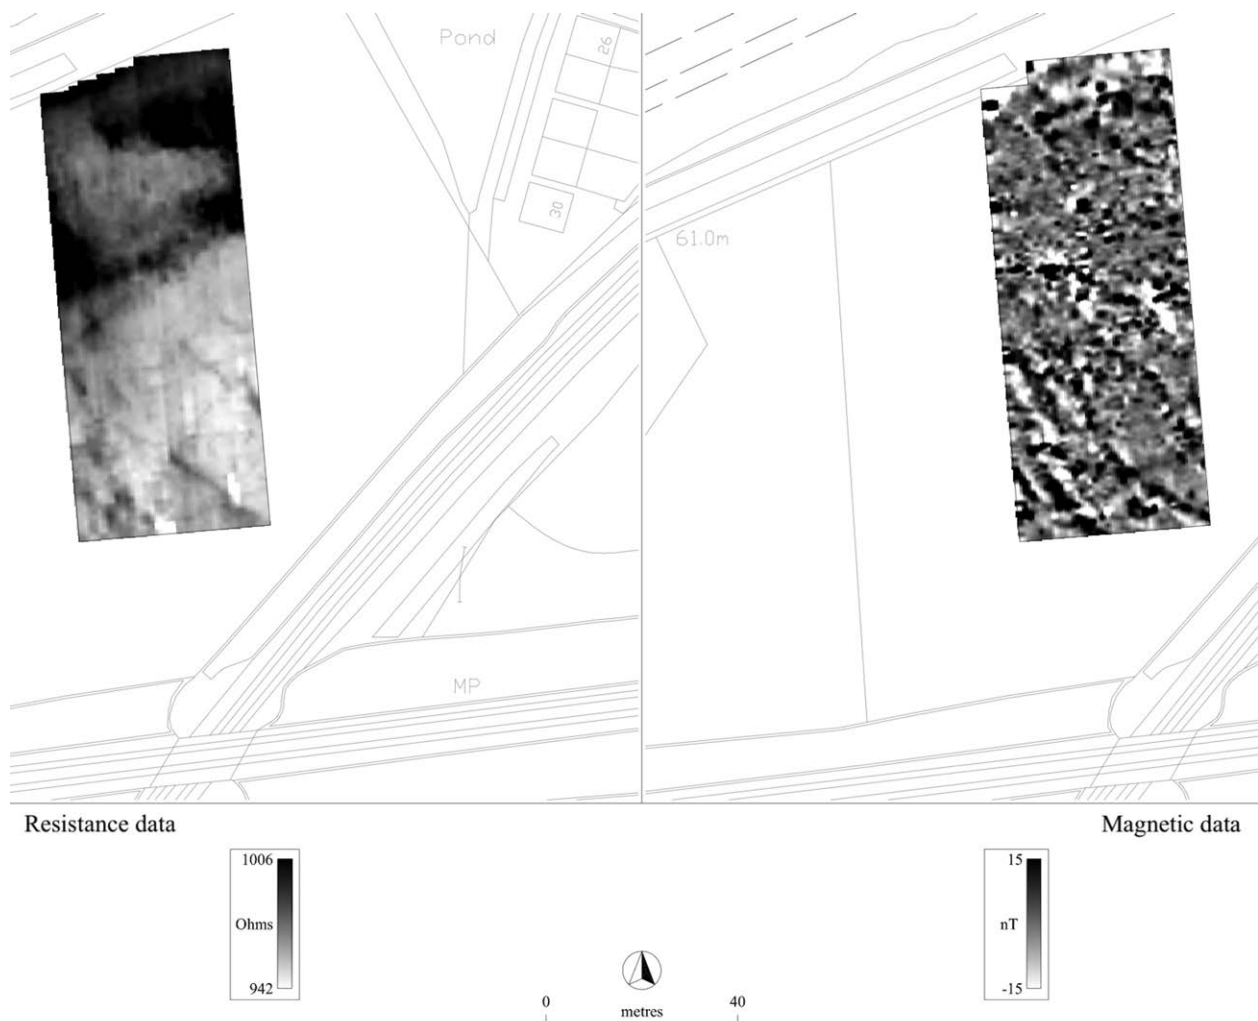 Pond
26
30
61.0m
MP
Resistance data
Magnetic data
1006
Ohms
942
15
nT
-15
0
40
metres